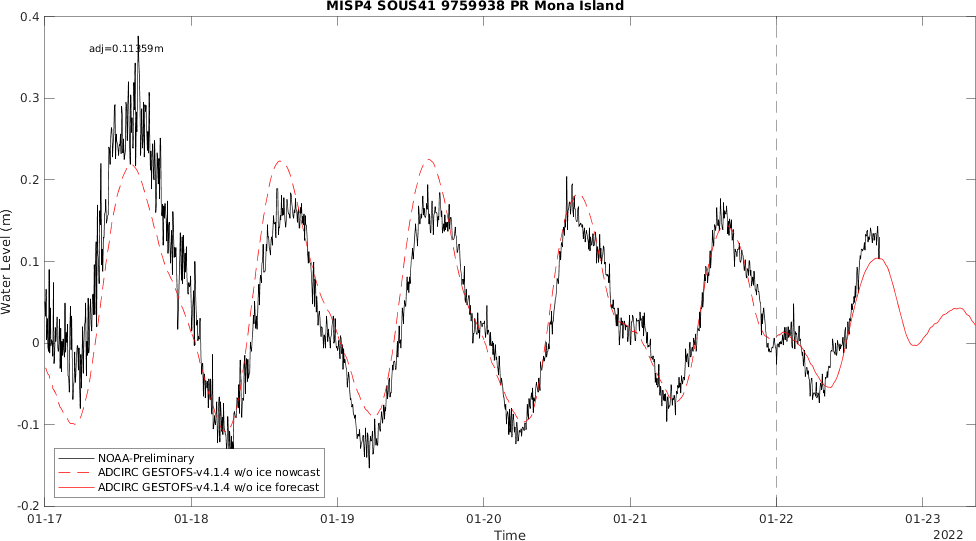 MISP4 SOUS41 9759938 PR Mona Island
adj=0.11359m
Water Level (m)
0.4
0.3
0.2
0.1
0
-0.1
-0.2
NOAA-Preliminary
ADCIRC GESTOFS-v4.1.4 w/o ice nowcast
ADCIRC GESTOFS-v4.1.4 w/o ice forecast
01-17 01-18 01-19 01-20 01-21 01-22 01-23
Time
2022